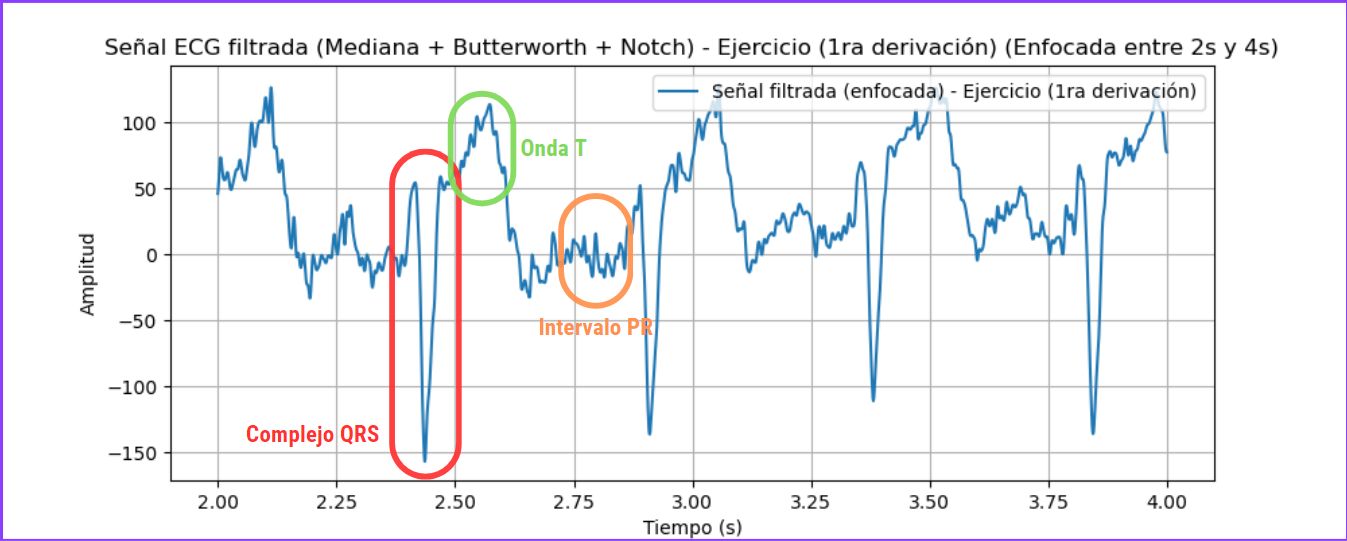 Señal ECG filtrada (Mediana + Butterworth + Notch) - Ejercicio (1ra derivación) (Enfocada entre 2s y 4s)
Señal filtrada (enfocada) - Ejercicio (1ra derivación)
100
50
0
−50
−100
−150
Amplitud
Onda T
Intervalo PR
Complejo QRS
2.00 2.25 2.50 2.75 3.00 3.25 3.50 3.75 4.00
Tiempo (s)